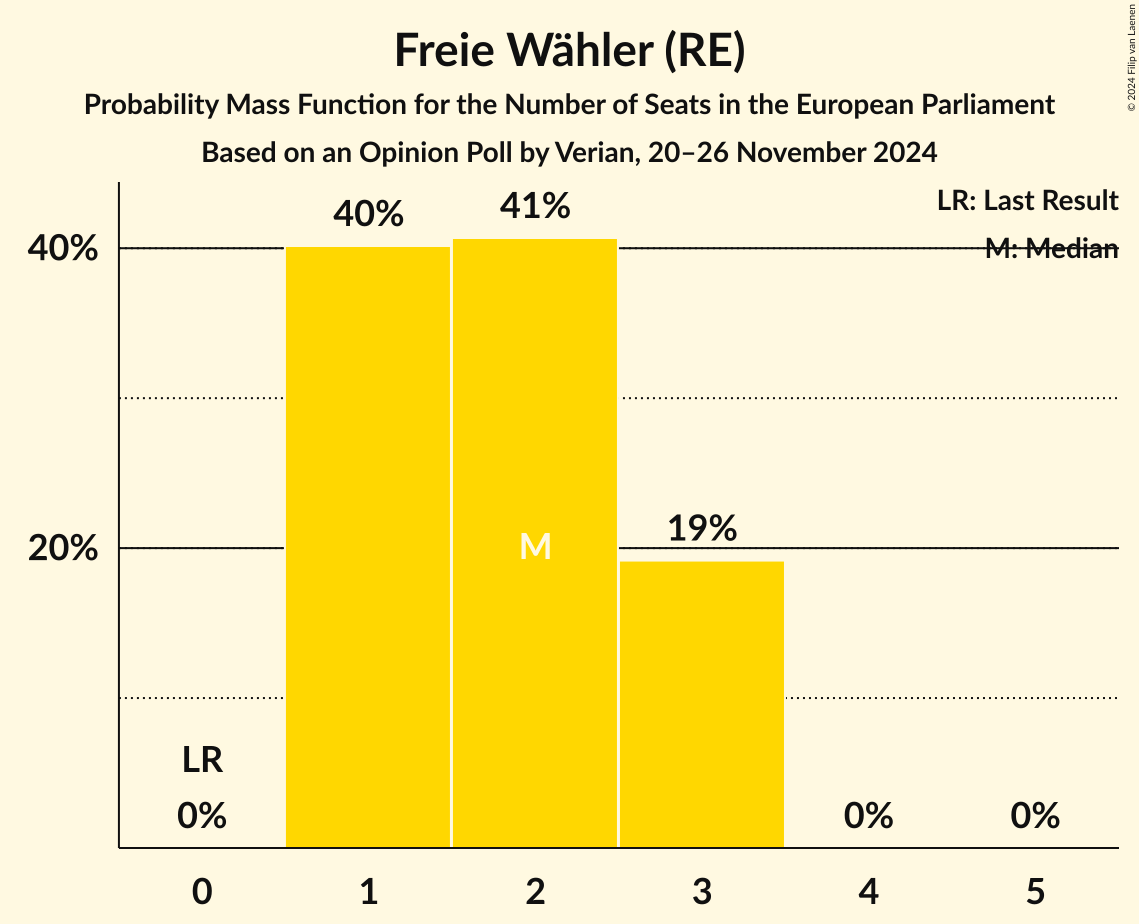 Freie Wähler (RE)
Probability Mass Function for the Number of Seats in the European Parliament
Based on an Opinion Poll by Verian, 20–26 November 2024
© 2024 Filip van Laenen
LR: Last Result
M: Median
40%
20%
40%
41%
19%
M
LR
0%
0%
0%
0
1
2
3
4
5